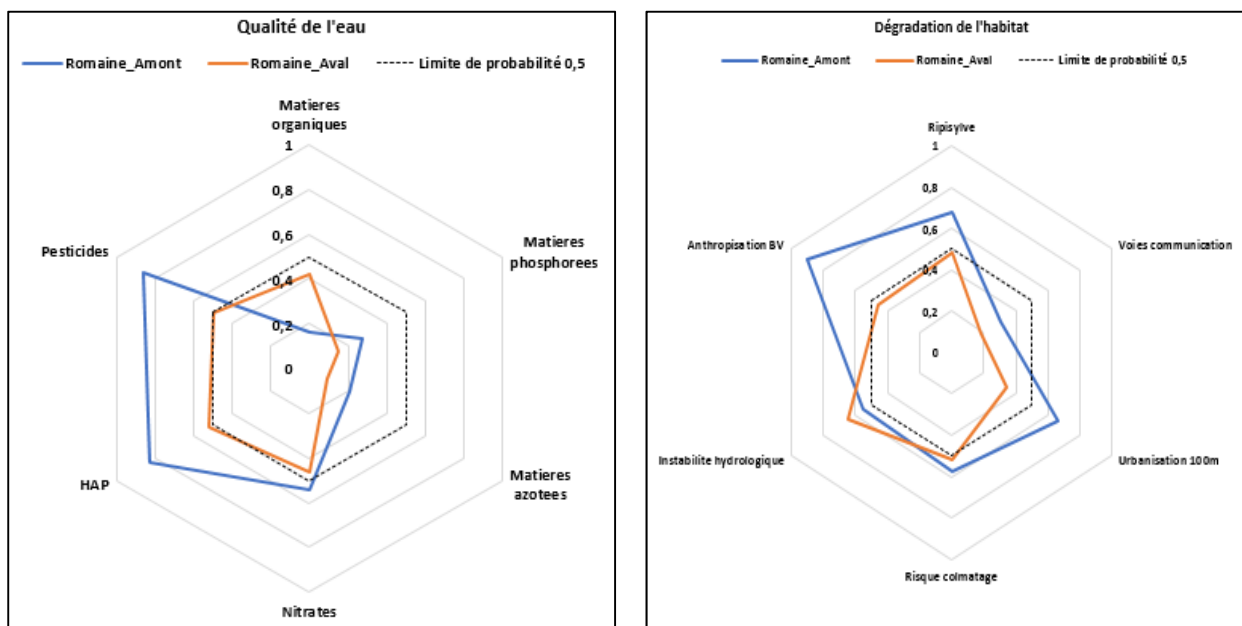 Qualité de l'eau
Romaine_Amont
Romaine_Aval
Limite de probabilité 0,5
Matieres
organiques
1
0,8
0,6
0,4
0,2
0
Matieres
phosphorees
Matieres
azotees
Nitrates
HAP
Pesticides
Dégradation de l'habitat
Romaine_Amont
Romaine_Aval
Limite de probabilité 0,5
Ripisylve
1
0,8
0,6
0,4
0,2
0
Voies communication
Urbanisation 100m
Risque colmatage
Instabilite hydrologique
Anthropisation BV